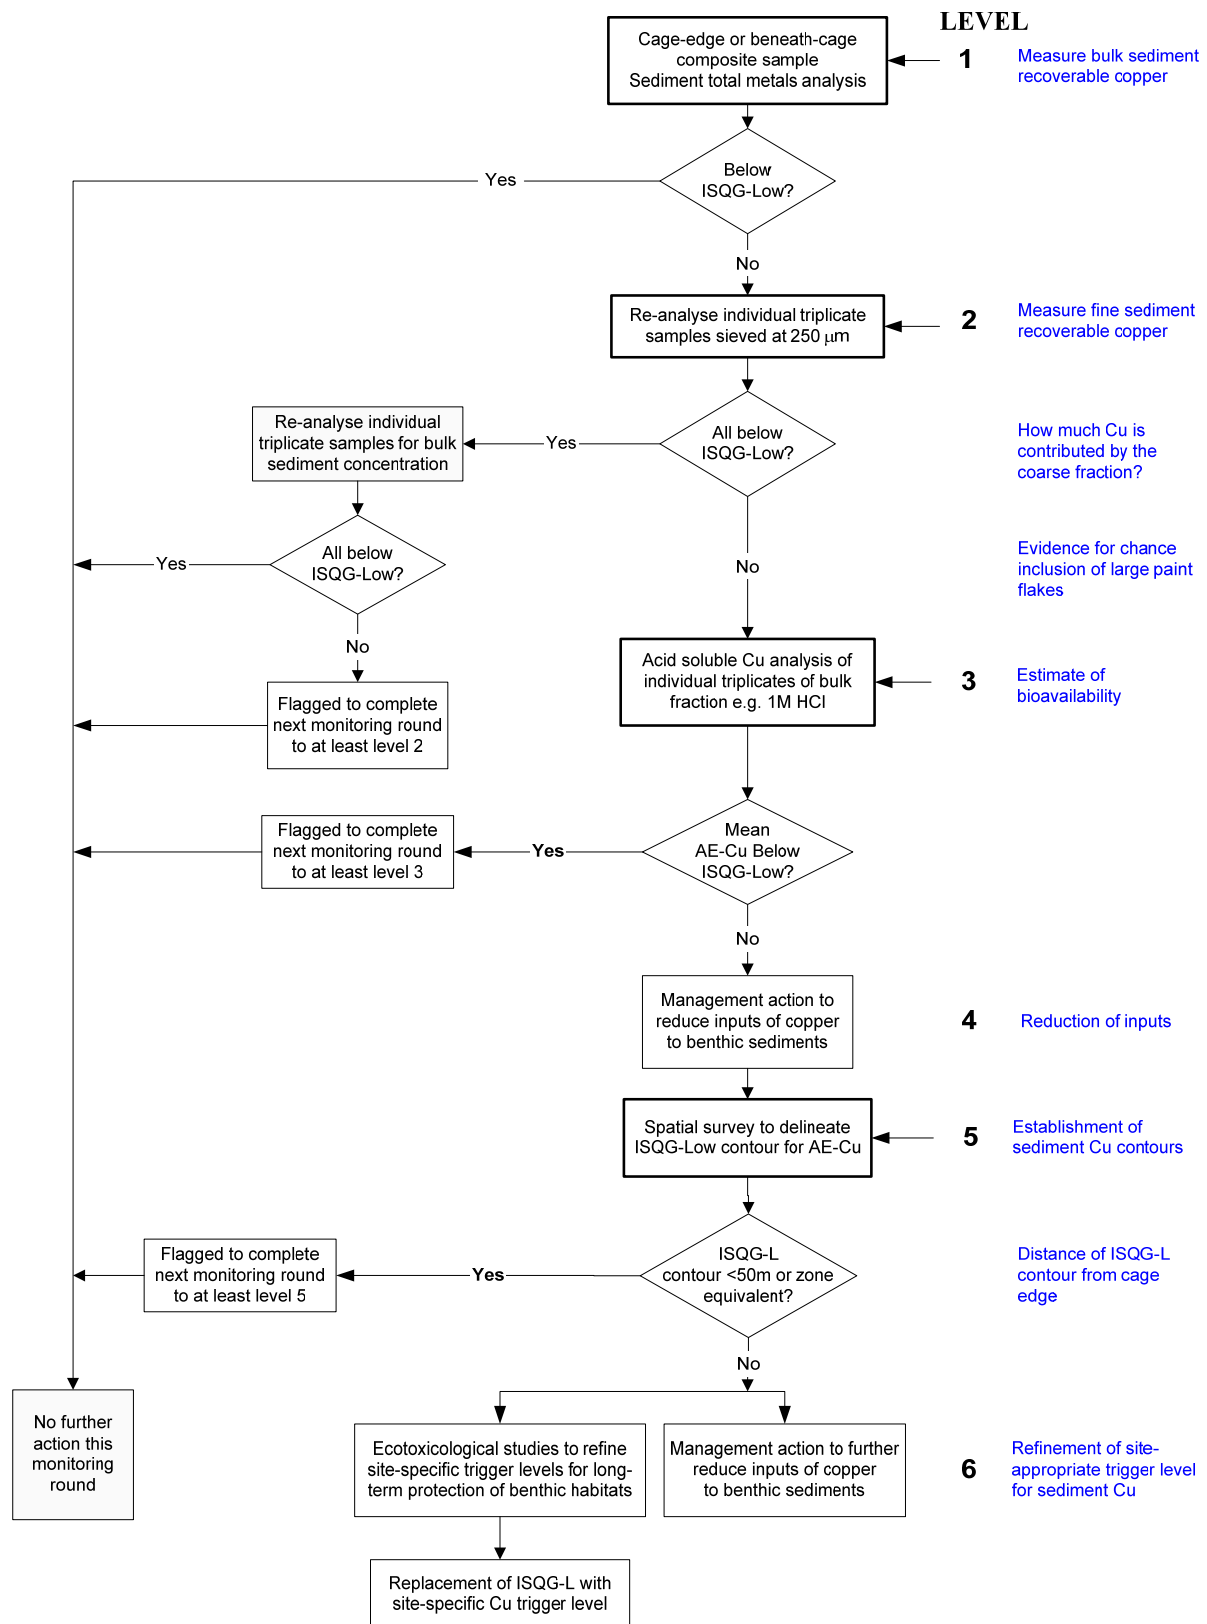 LEVEL
Cage-edge or beneath-cage
composite sample
Sediment total metals analysis
1
Measure bulk sediment
recoverable copper
Below
ISQG-Low?
Yes
No
Re-analyse individual triplicate
samples sieved at 250 μm
2
Measure fine sediment
recoverable copper
Re-analyse individual
triplicate samples for bulk
sediment concentration
Yes
All below
ISQG-Low?
How much Cu is
contributed by the
coarse fraction?
All below
ISQG-Low?
Yes
No
No
Evidence for chance
inclusion of large paint
flakes
Acid soluble Cu analysis of
individual triplicates of bulk
fraction e.g. 1M HCl
3
Estimate of
bioavailability
Flagged to complete
next monitoring round
to at least level 2
Flagged to complete
next monitoring round
to at least level 3
Yes
Mean
AE-Cu Below
ISQG-Low?
No
Management action to
reduce inputs of copper
to benthic sediments
4
Reduction of inputs
Spatial survey to delineate
ISQG-Low contour for AE-Cu
5
Establishment of
sediment Cu contours
Flagged to complete
next monitoring round
to at least level 5
Yes
ISQG-L
contour <50m or zone
equivalent?
Distance of ISQG-L
contour from cage
edge
No
No further
action this
monitoring
round
Ecotoxicological studies to refine
site-specific trigger levels for long-
term protection of benthic habitats
Management action to further
reduce inputs of copper
to benthic sediments
6
Refinement of site-
appropriate trigger level
for sediment Cu
Replacement of ISQG-L with
site-specific Cu trigger level